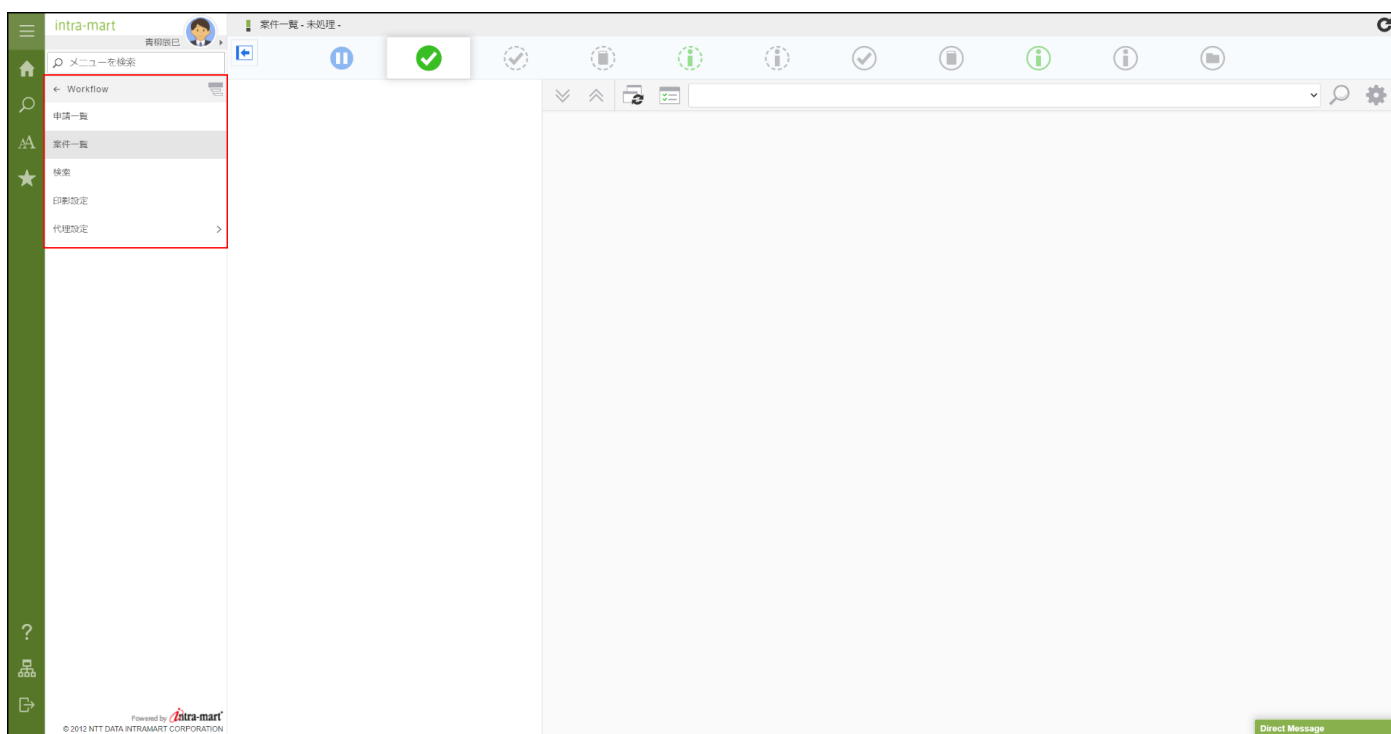 intra-mart
青柳辰巳
メニューを検索
← Workflow
申請一覧
案件一覧
検索
印影設定
代理設定
案件一覧 - 未処理 -
AA
?
Powered by intra-mart
© 2012 NTT DATA INTRAMART CORPORATION
Direct Message